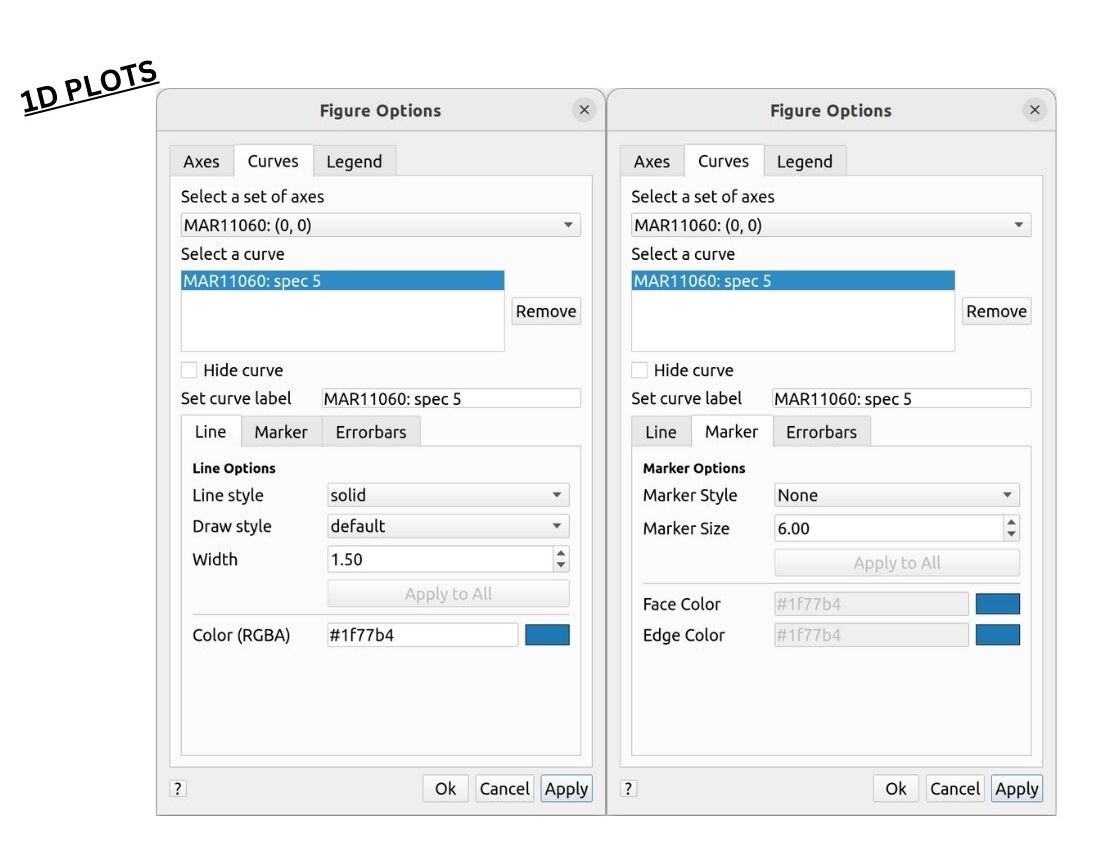 1D PLOTS
Figure Options
Axes Curves Legend
Select a set of axes
MAR11060: (0, 0)
Select a curve
MAR11060: spec 5
Remove
Hide curve
Set curve label MAR11060: spec 5
Line Marker Errorbars
Line Options
Line style solid
Draw style default
Width 1.50
Apply to All
Color (RGBA) #1f77b4
? Ok Cancel Apply
Figure Options
Axes Curves Legend
Select a set of axes
MAR11060: (0, 0)
Select a curve
MAR11060: spec 5
Remove
Hide curve
Set curve label MAR11060: spec 5
Line Marker Errorbars
Marker Options
Marker Style None
Marker Size 6.00
Apply to All
Face Color #1f77b4
Edge Color #1f77b4
? Ok Cancel Apply